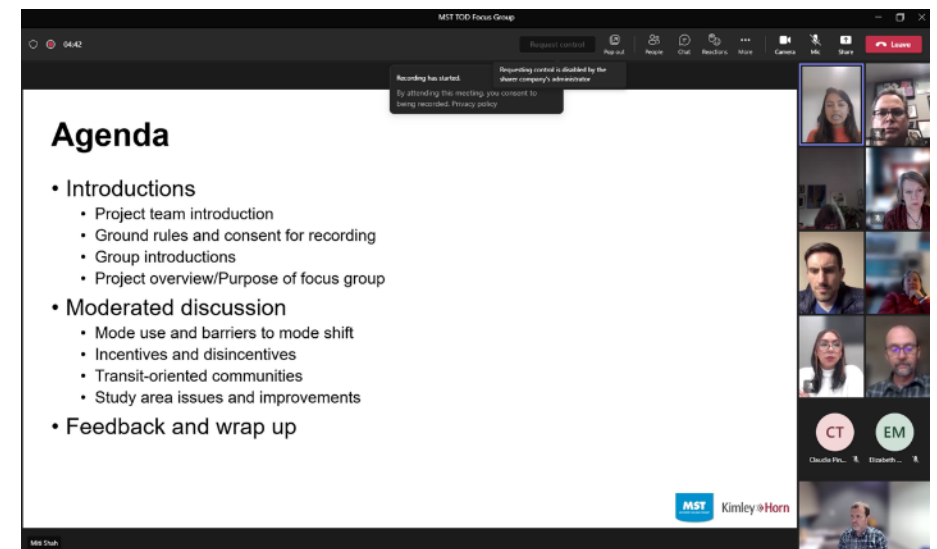 MST TOD Focus Group
04:42
Request control
Pop out
People
Chat
Reactions
More
Camera
Mic
Share
Leave
Recording has started.
By attending this meeting, you consent to
being recorded. Privacy policy
Requesting control is disabled by the
sharer company's administrator
Agenda
• Introductions
• Project team introduction
• Ground rules and consent for recording
• Group introductions
• Project overview/Purpose of focus group
• Moderated discussion
• Mode use and barriers to mode shift
• Incentives and disincentives
• Transit-oriented communities
• Study area issues and improvements
• Feedback and wrap up
MST
Kimley»Horn
CT
EM
Claudia Pin...
Elizabeth ...
Miti Shah